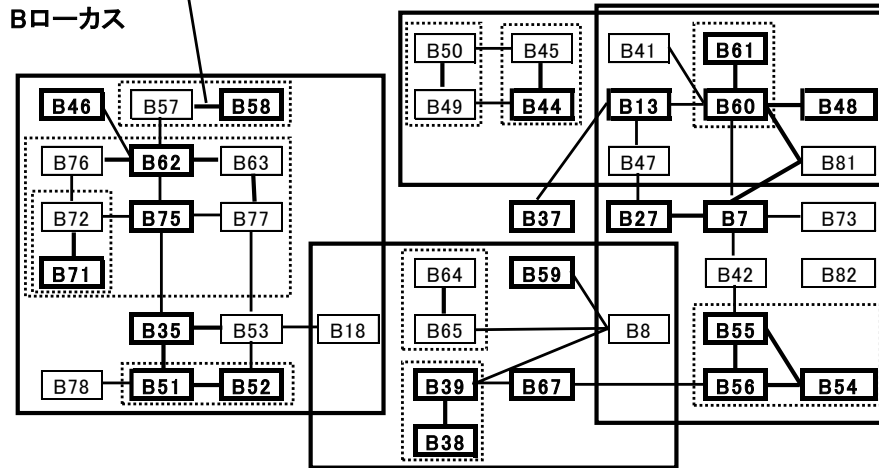 Bローカス
B50 B45 B41 B61
B46 B57 B58 B49 B44 B13 B60 B48
B76 B62 B63 B47 B81
B72 B75 B77 B37 B27 B7 B73
B71 B64 B59 B42 B82
B35 B53 B18 B65 B8 B55
B78 B51 B52 B39 B67 B56 B54
B38